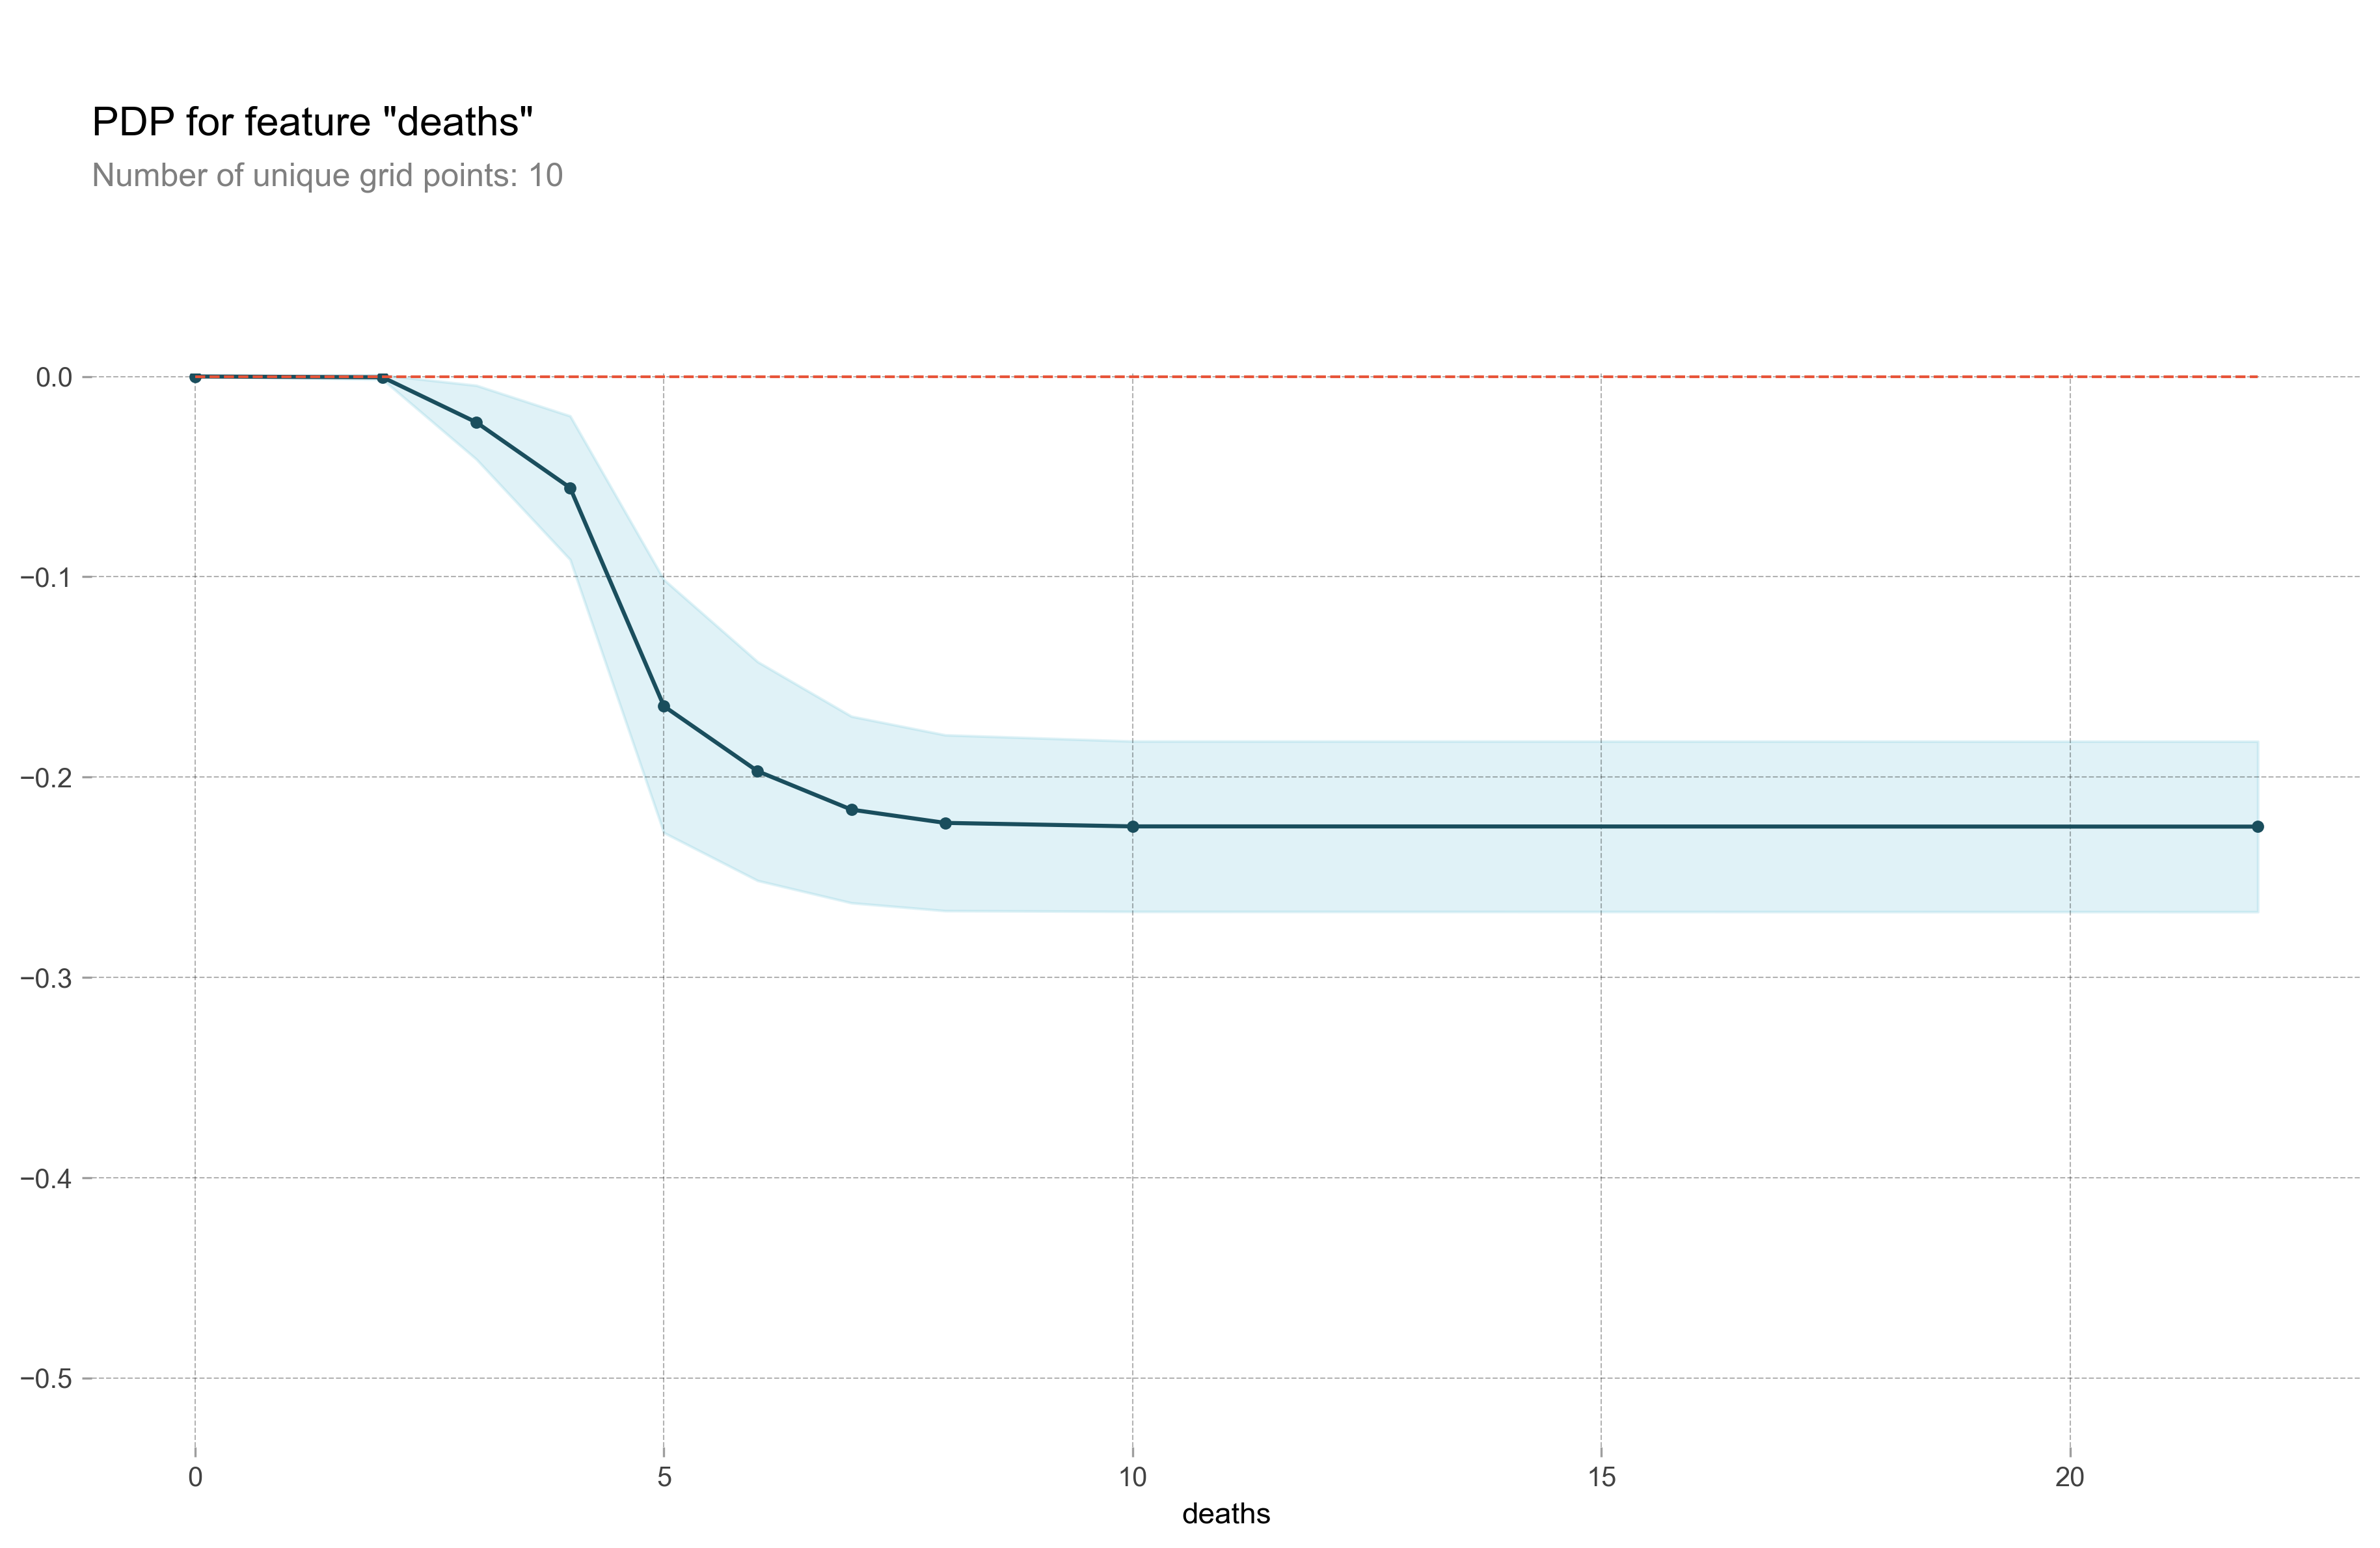 PDP for feature "deaths"
Number of unique grid points: 10
0.0
−0.1
−0.2
−0.3
−0.4
−0.5
0 5 10 15 20
deaths